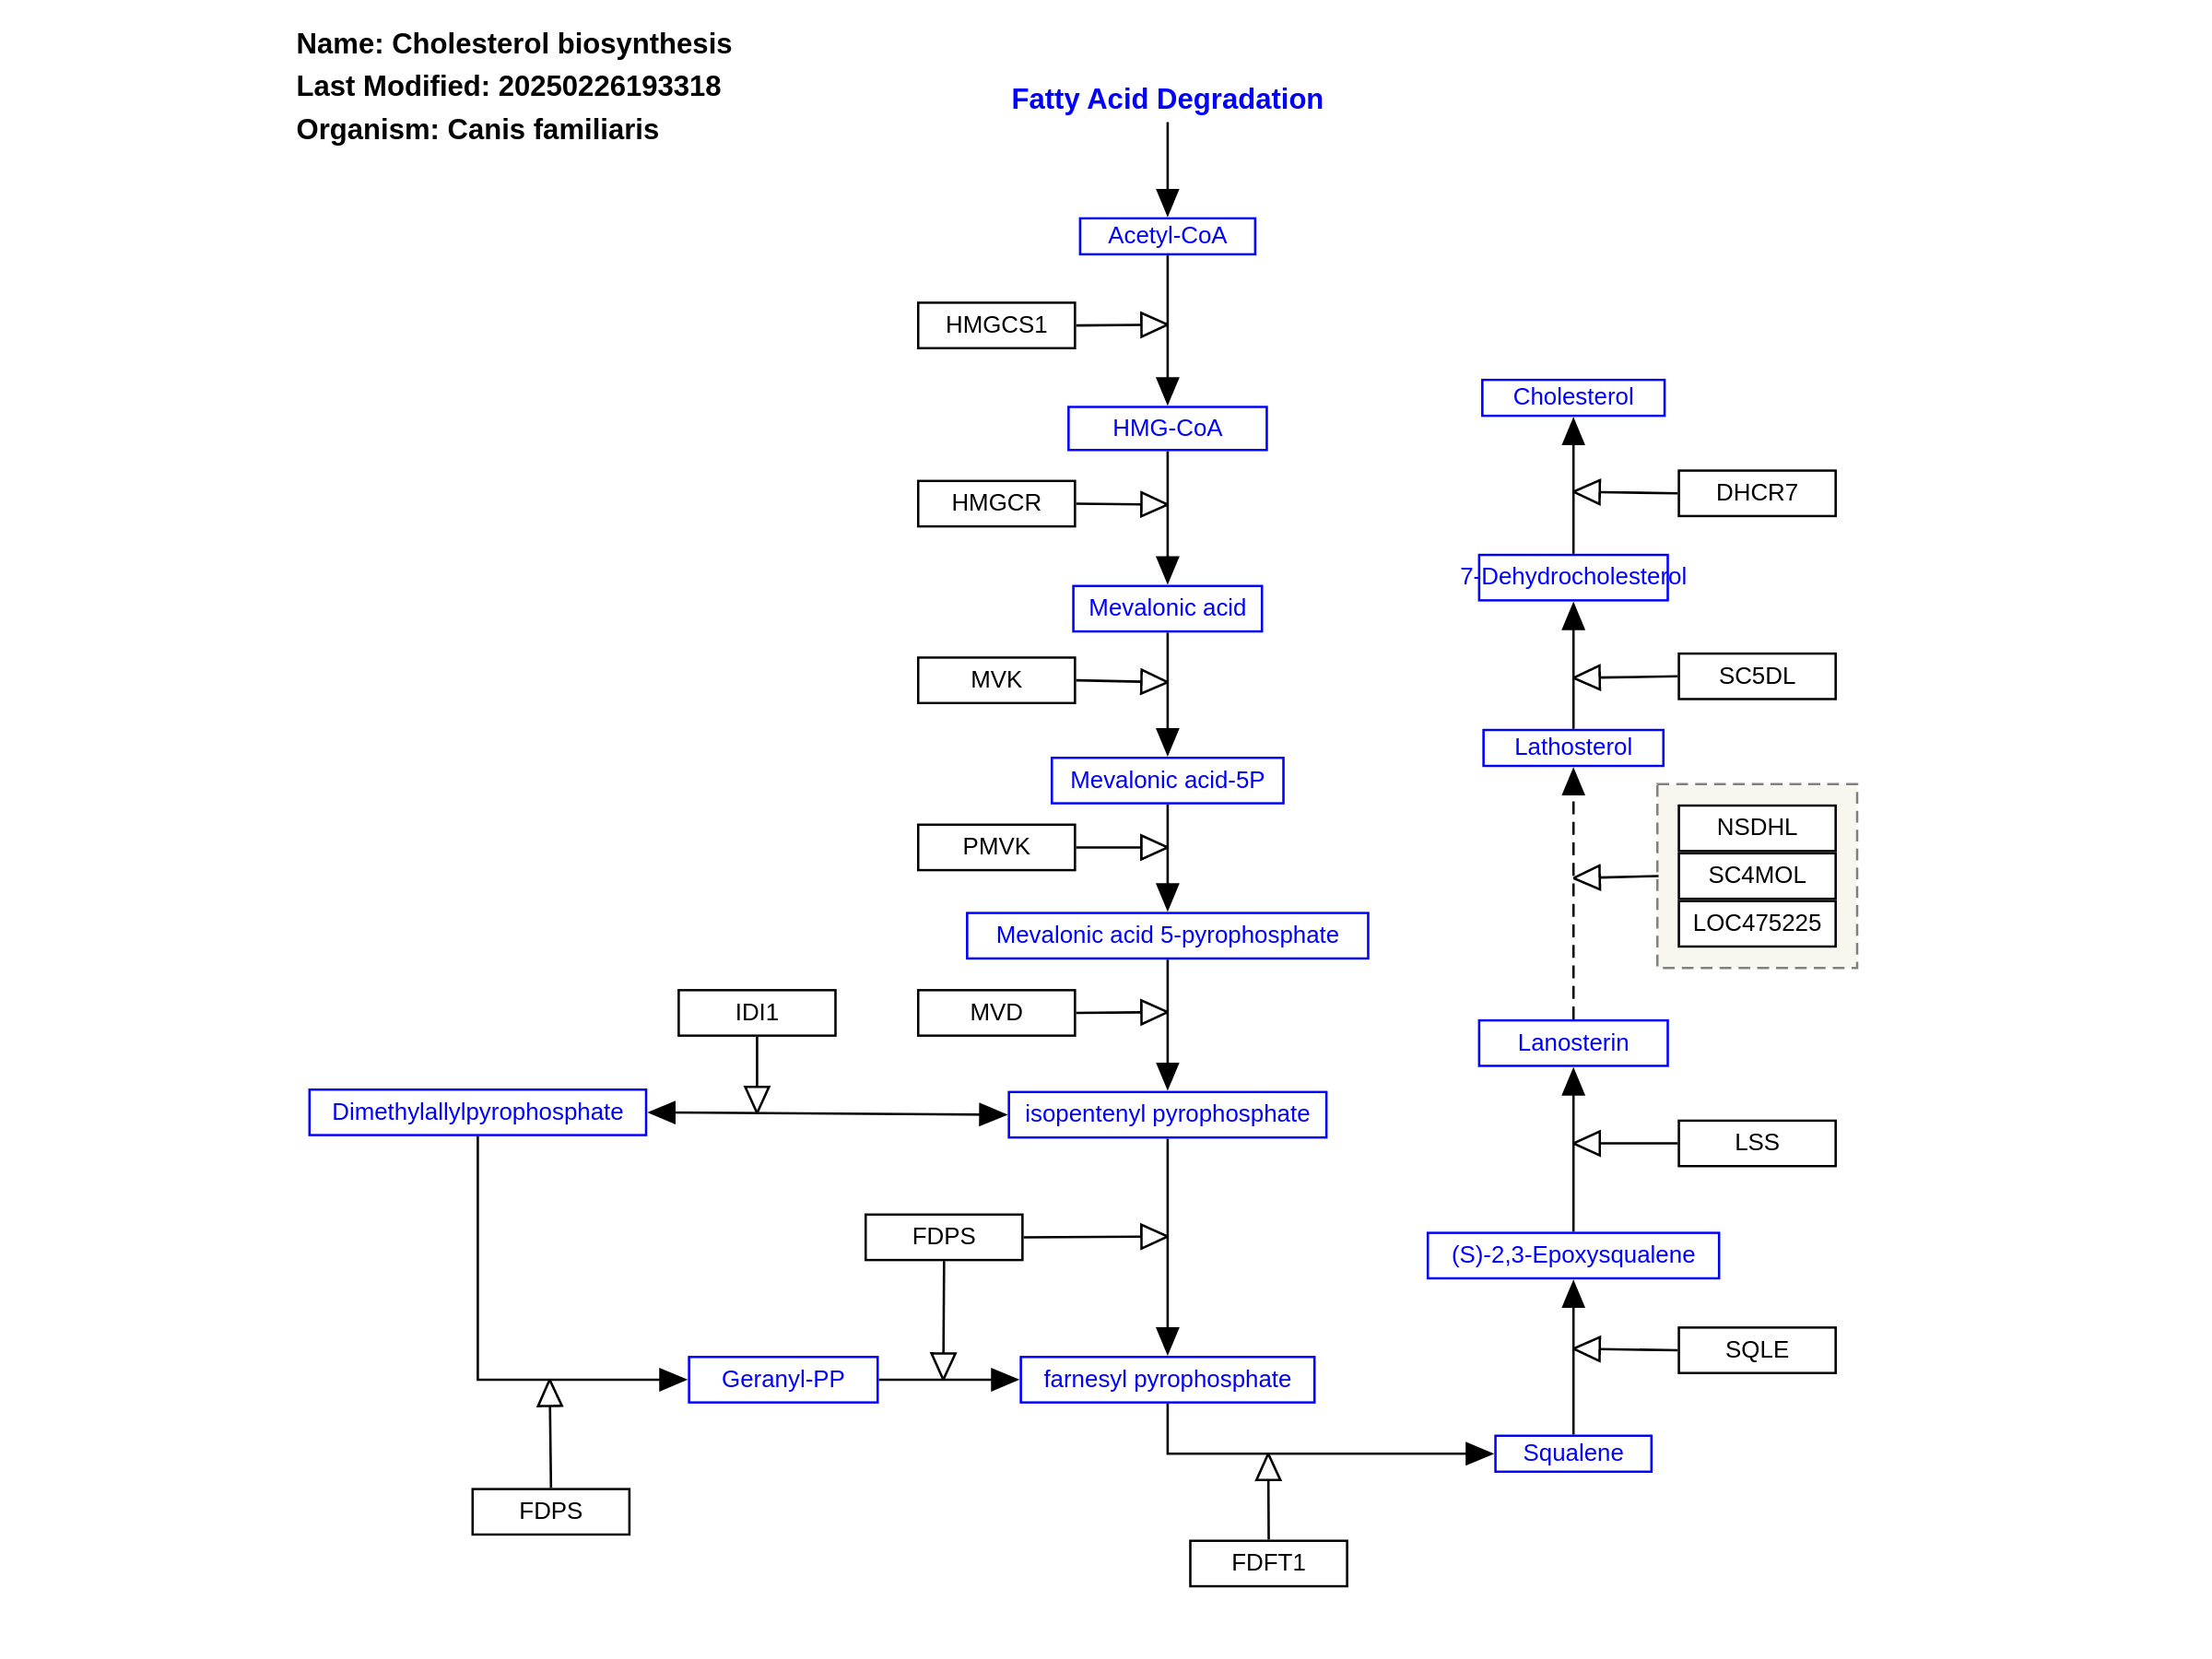 Name: Cholesterol biosynthesis
Last Modified: 20250226193318
Organism: Canis familiaris
Fatty Acid Degradation
Acetyl-CoA
HMGCS1
HMG-CoA
HMGCR
Mevalonic acid
MVK
Mevalonic acid-5P
PMVK
Mevalonic acid 5-pyrophosphate
IDI1
MVD
Dimethylallylpyrophosphate
isopentenyl pyrophosphate
FDPS
Geranyl-PP
farnesyl pyrophosphate
FDPS
FDFT1
Cholesterol
DHCR7
7-Dehydrocholesterol
SC5DL
Lathosterol
NSDHL
SC4MOL
LOC475225
Lanosterin
LSS
(S)-2,3-Epoxysqualene
SQLE
Squalene